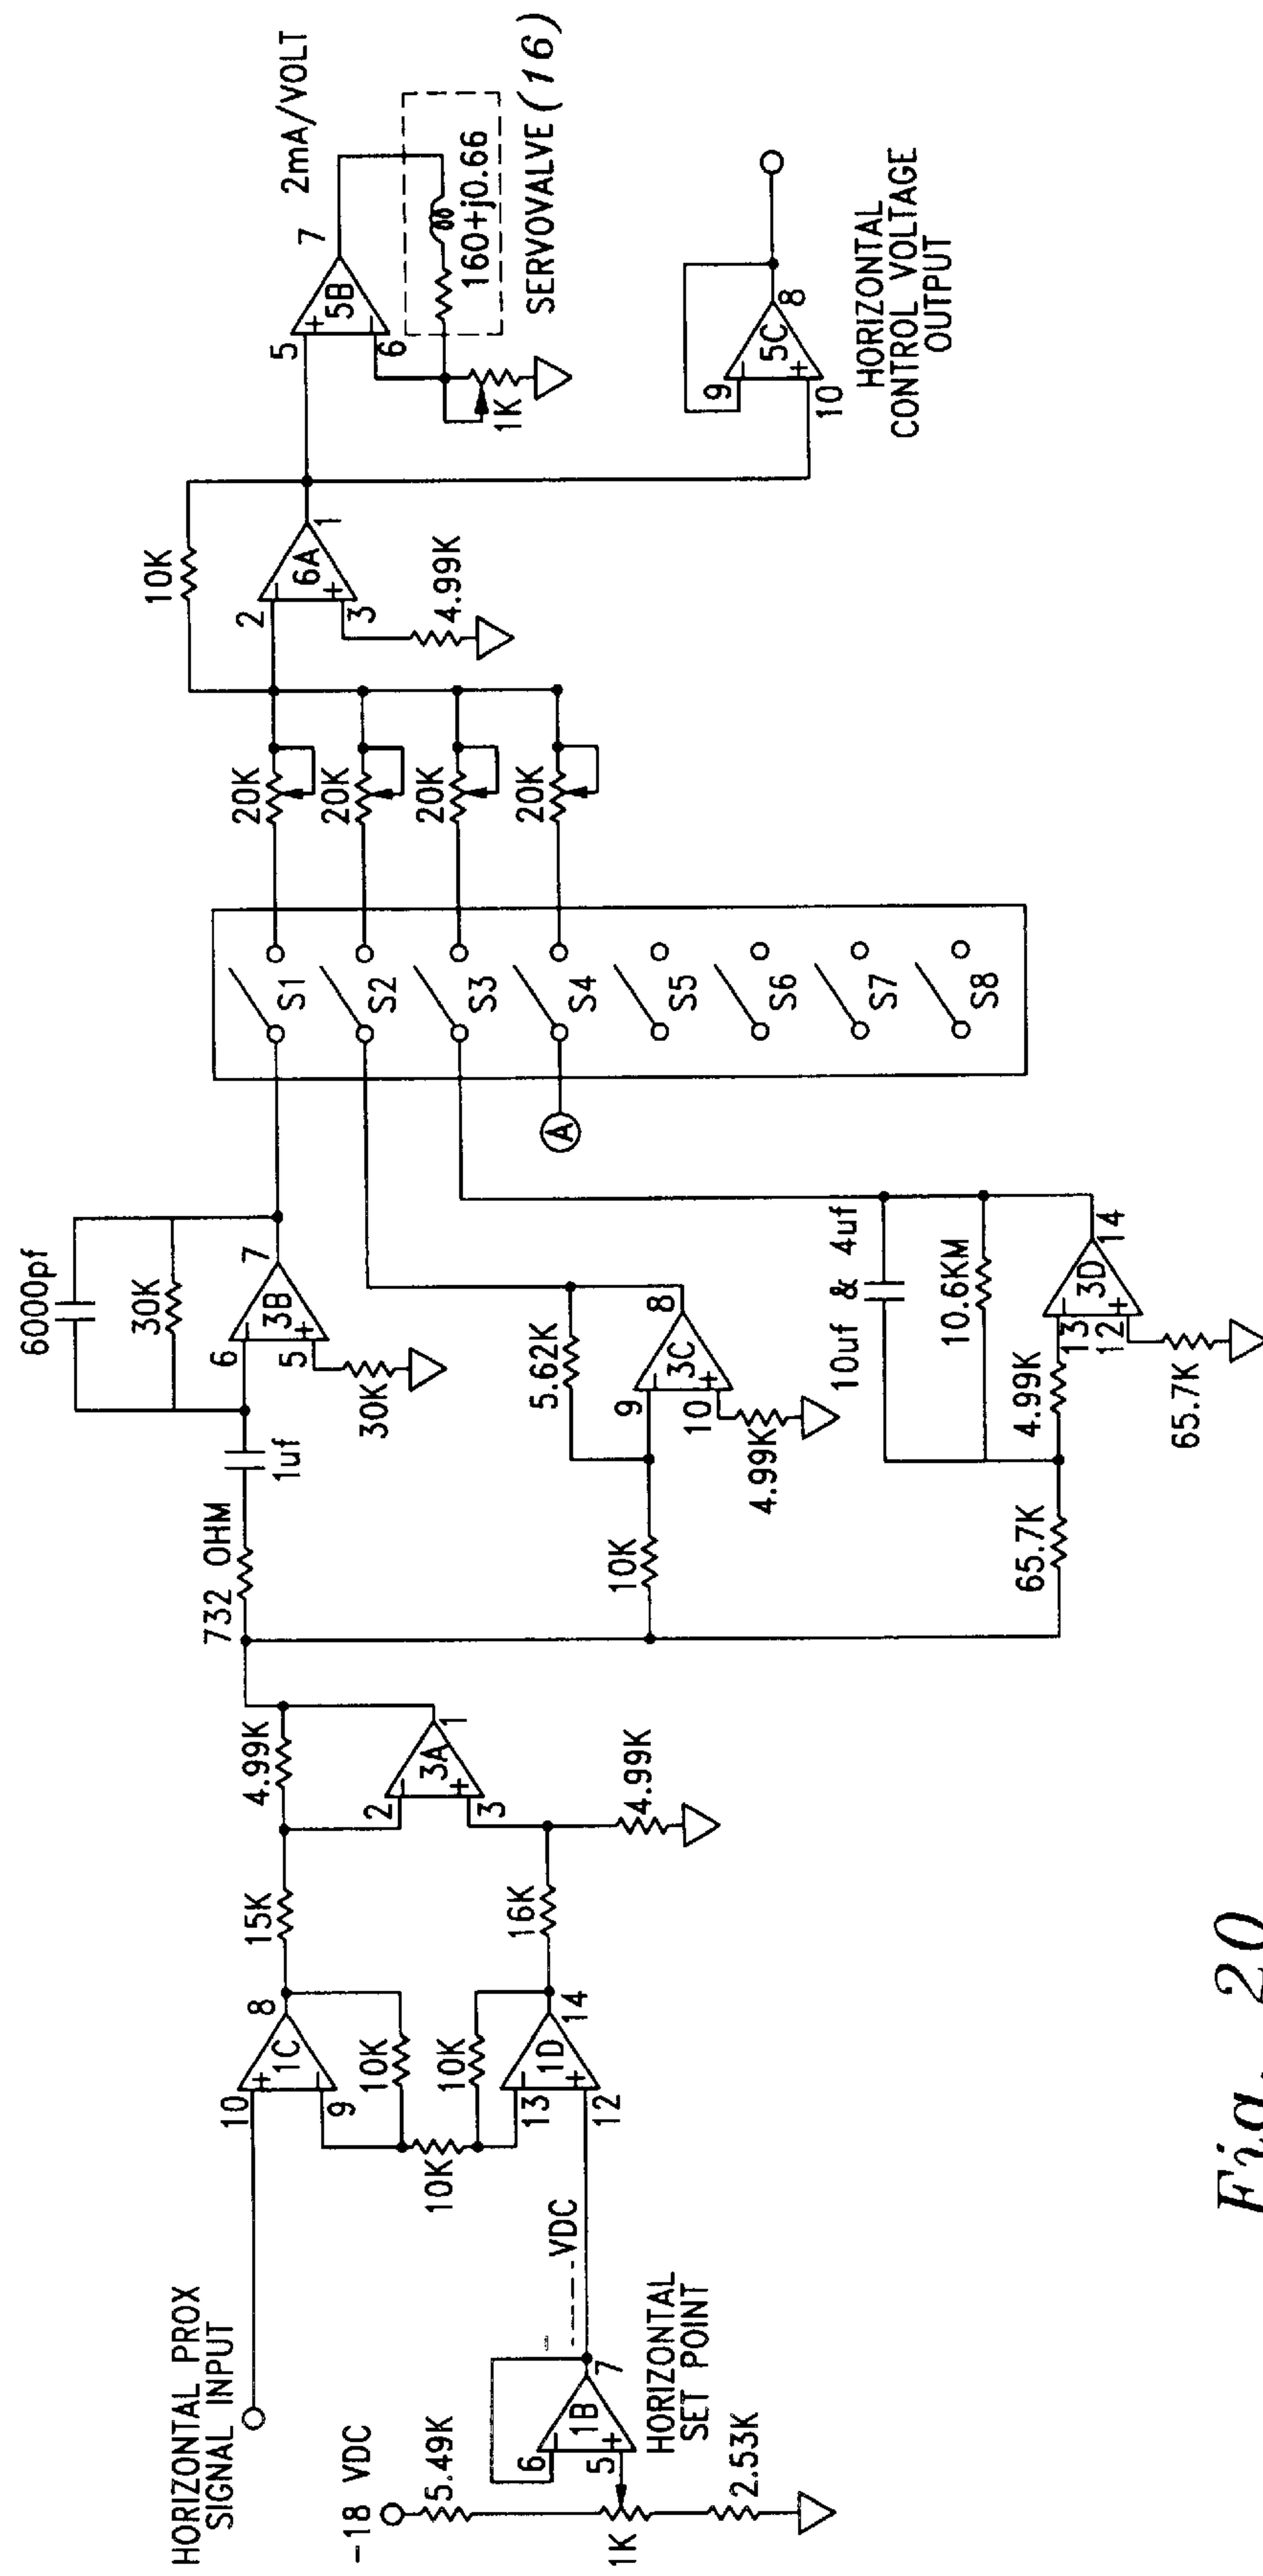 HORIZONTAL PROX
SIGNAL INPUT
-18 VDC
5.49K
1K
2.53K
6
5
1B
7
HORIZONTAL
SET POINT
- VDC
10
9
1C
8
10K
10K
10K
13
12
1D
14
15K
16K
4.99K
2
3
3A
1
4.99K
732 OHM
1uf
6000pf
30K
6
5
3B
7
30K
10K
5.62K
9
10
3C
8
4.99K
65.7K
4.99K
10uf & 4uf
10.6KM
13
12
3D
14
65.7K
A
S1
S2
S3
S4
S5
S6
S7
S8
20K
20K
20K
20K
10K
2
3
6A
1
4.99K
5
6
5B
7
2mA/VOLT
160+j0.66
SERVOVALVE (16)
1K
9
10
5C
8
HORIZONTAL
CONTROL VOLTAGE
OUTPUT
Fig. 20